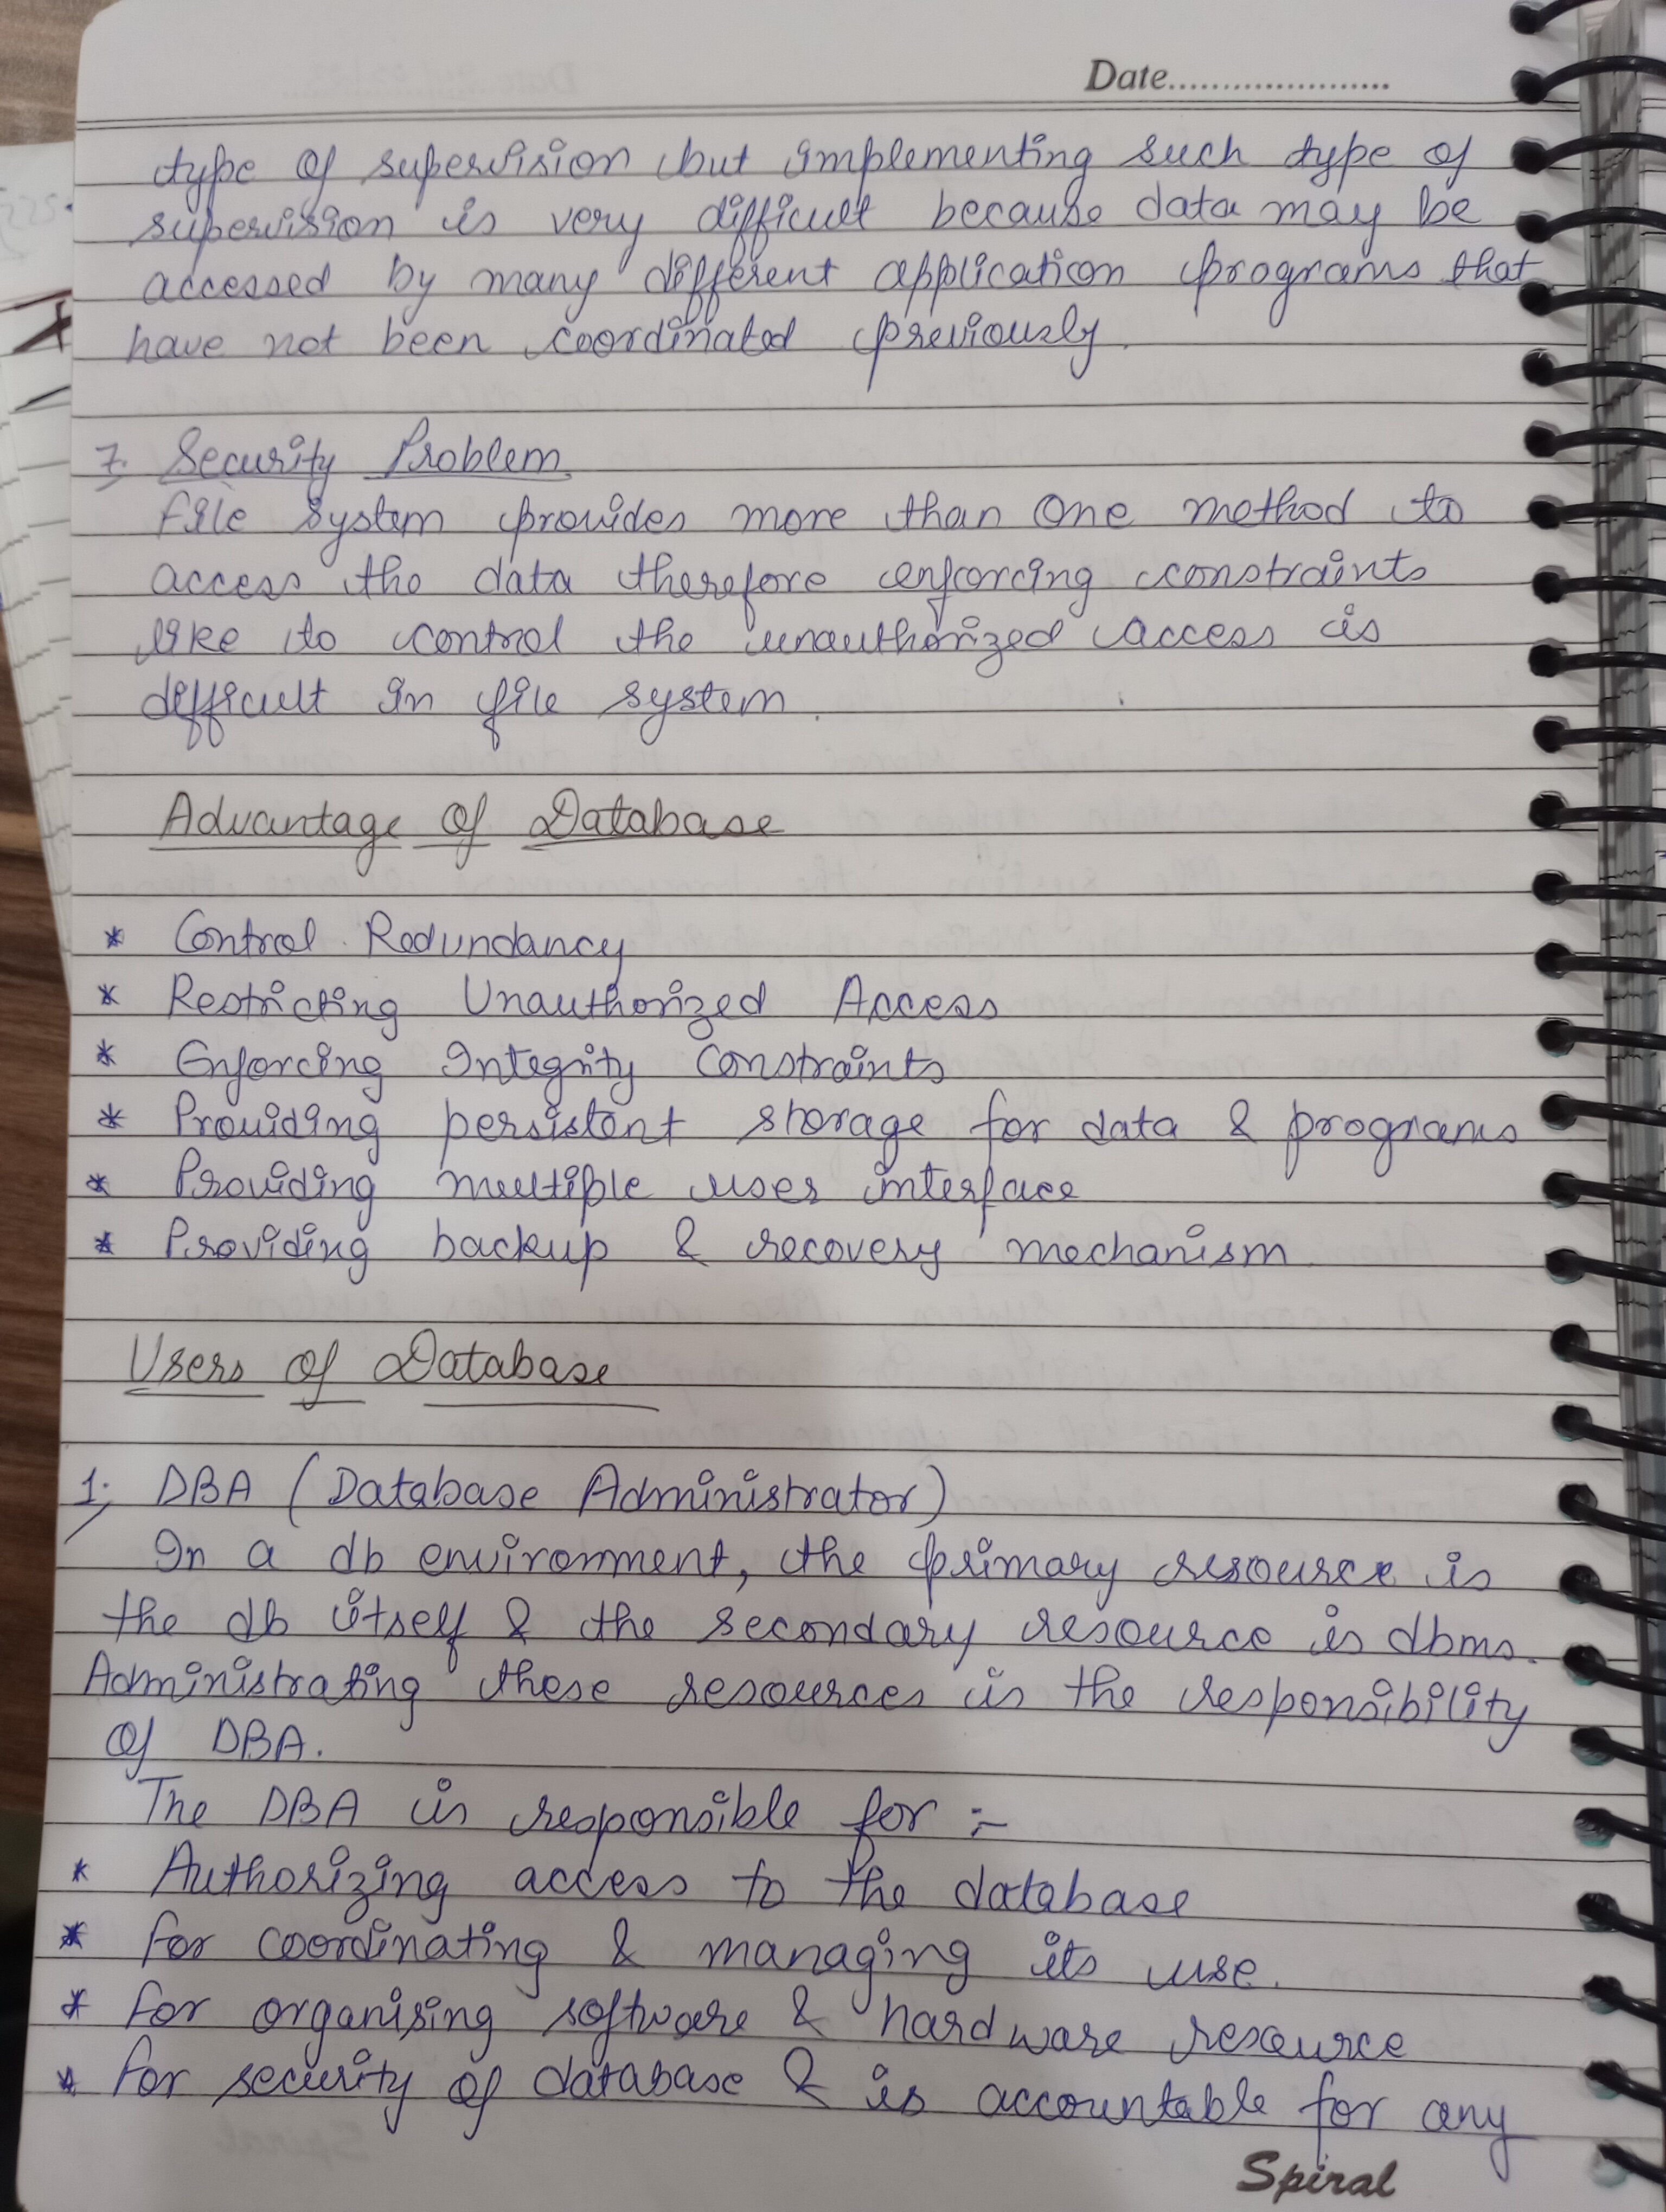 Date.....................
type of supervision but implementing such type of
supervision is very difficult because data may be
accessed by many different application programs that
have not been coordinated previously.
7. Security Problem
File system provides more than one method to
access the data therefore enforcing constraints
like to control the unauthorized access is
difficult in file system.
Advantage Of Database
* Control Redundancy
* Restricting Unauthorized Access
* Enforcing Integrity Constraints
* Providing persistent storage for data & programs
* Providing multiple user interface
* Providing backup & recovery mechanism.
Users Of Database
1. DBA (Database Administrator)
In a db environment, the primary resource is
the db itself & the secondary resource is dbms.
Administrating these resources is the responsibility
Of DBA.
The DBA is responsible for :-
* Authorizing access to the database
* for coordinating & managing its use.
* for organising software & hardware resource
* for security of database & is accountable for any
Spiral